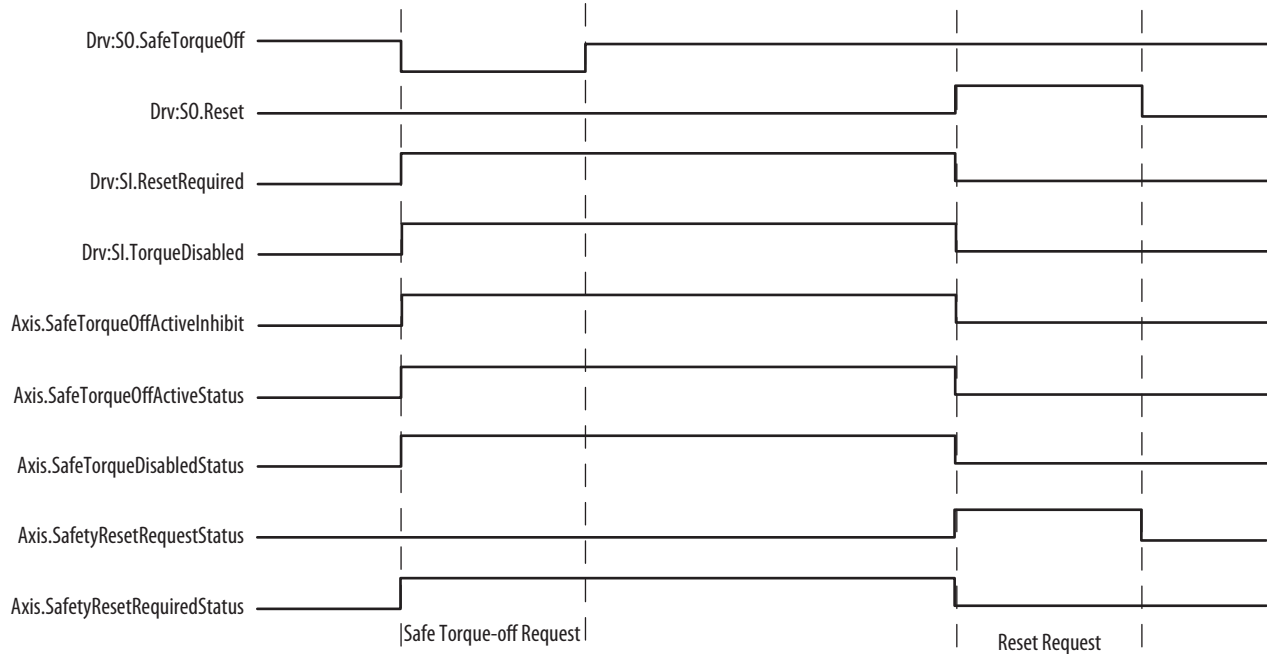 Drv:SO.SafeTorqueOff
Drv:SO.Reset
Drv:SI.ResetRequired
Drv:SI.TorqueDisabled
Axis.SafeTorqueOffActiveInhibit
Axis.SafeTorqueOffActiveStatus
Axis.SafeTorqueDisabledStatus
Axis.SafetyResetRequestStatus
Axis.SafetyResetRequiredStatus
Safe Torque-off Request
Reset Request